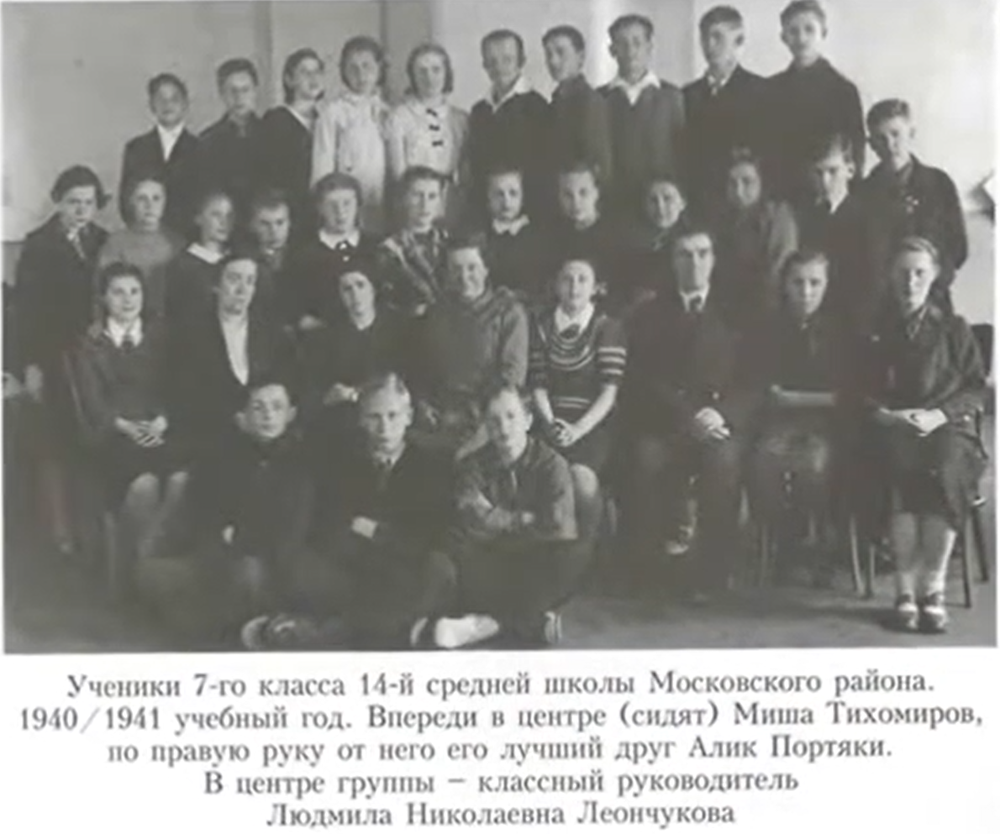 Ученики 7-го класса 14-й средней школы Московского района.
1940/1941 учебный год. Впереди в центре (сидят) Миша Тихомиров,
по правую руку от него его лучший друг Алик Портяки.
В центре группы – классный руководитель
Людмила Николаевна Леончукова